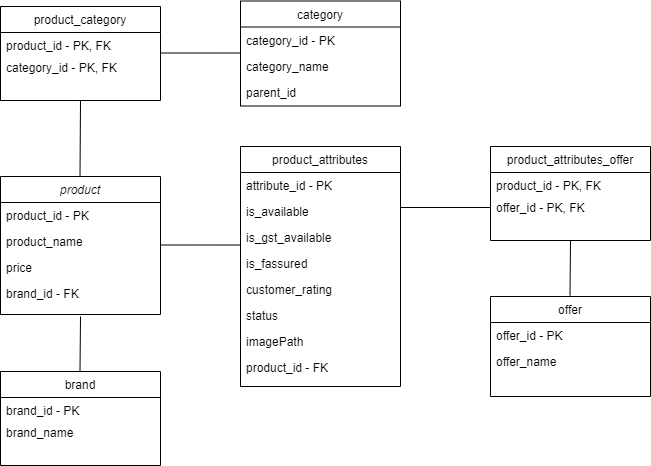 product_category
product_id - PK, FK
category_id - PK, FK
category
category_id - PK
category_name
parent_id
product
product_id - PK
product_name
price
brand_id - FK
product_attributes
attribute_id - PK
is_available
is_gst_available
is_fassured
customer_rating
status
imagePath
product_id - FK
product_attributes_offer
product_id - PK, FK
offer_id - PK, FK
offer
offer_id - PK
offer_name
brand
brand_id - PK
brand_name